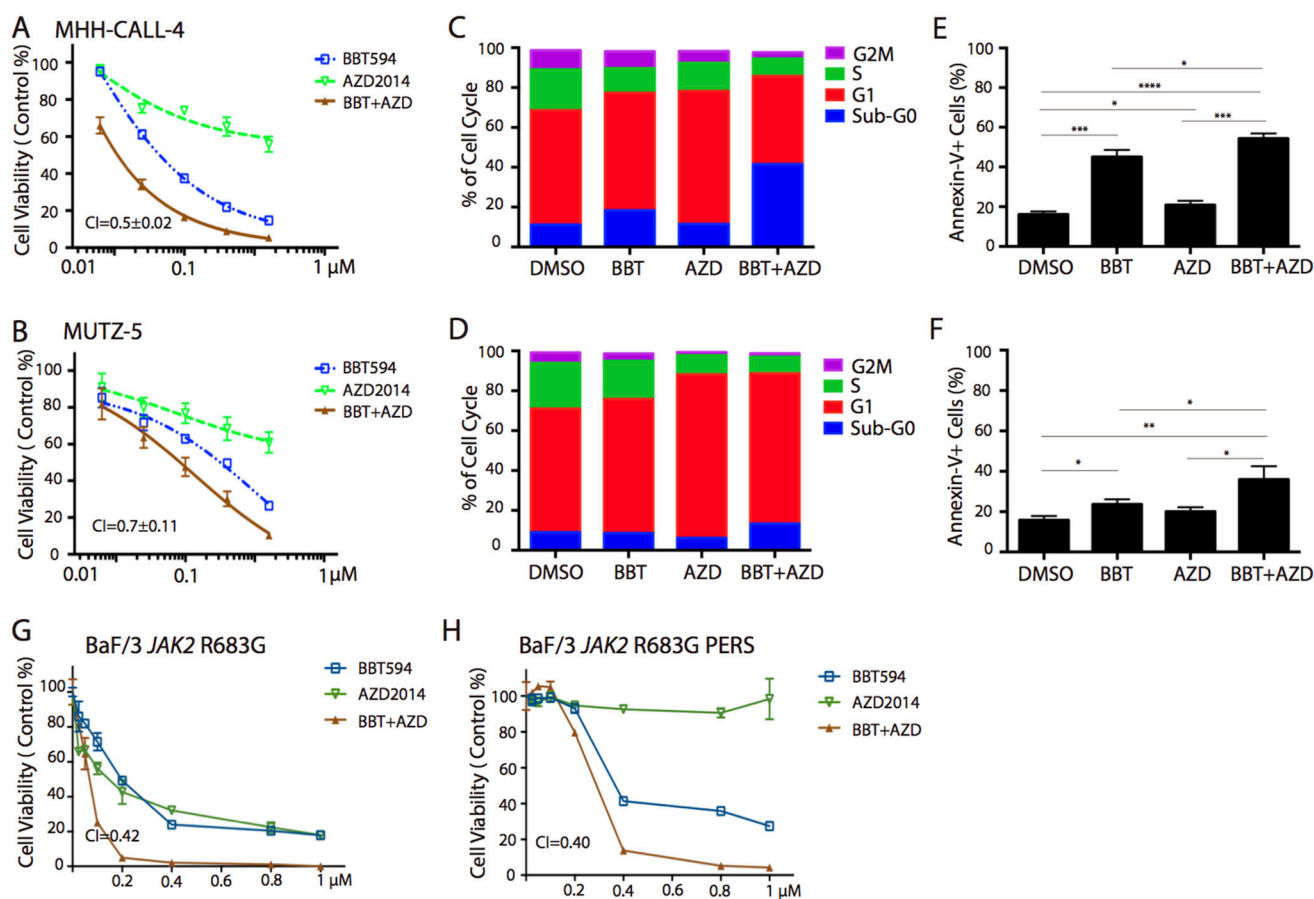 A MHH-CALL-4
Cell Viability ( Control %)
100
80
60
40
20
0
0.01 0.1 1 μM
CI=0.5±0.02
BBT594
AZD2014
BBT+AZD
B MUTZ-5
Cell Viability ( Control %)
100
80
60
40
20
0
0.01 0.1 1μM
CI=0.7±0.11
BBT594
AZD2014
BBT+AZD
C
% of Cell Cycle
100
80
60
40
20
0
DMSO BBT AZD BBT+AZD
G2M
S
G1
Sub-G0
D
% of Cell Cycle
100
80
60
40
20
0
DMSO BBT AZD BBT+AZD
G2M
S
G1
Sub-G0
E
Annexin-V+ Cells (%)
100
80
60
40
20
0
*
****
*
*** ***
DMSO BBT AZD BBT+AZD
F
Annexin-V+ Cells (%)
100
80
60
40
20
0
*
**
* *
DMSO BBT AZD BBT+AZD
G BaF/3 JAK2 R683G
Cell Viability ( Control %)
100
80
60
40
20
0
0.2 0.4 0.6 0.8 1 μM
CI=0.42
BBT594
AZD2014
BBT+AZD
H BaF/3 JAK2 R683G PERS
Cell Viability ( Control %)
100
80
60
40
20
0
0.2 0.4 0.6 0.8 1 μM
CI=0.40
BBT594
AZD2014
BBT+AZD